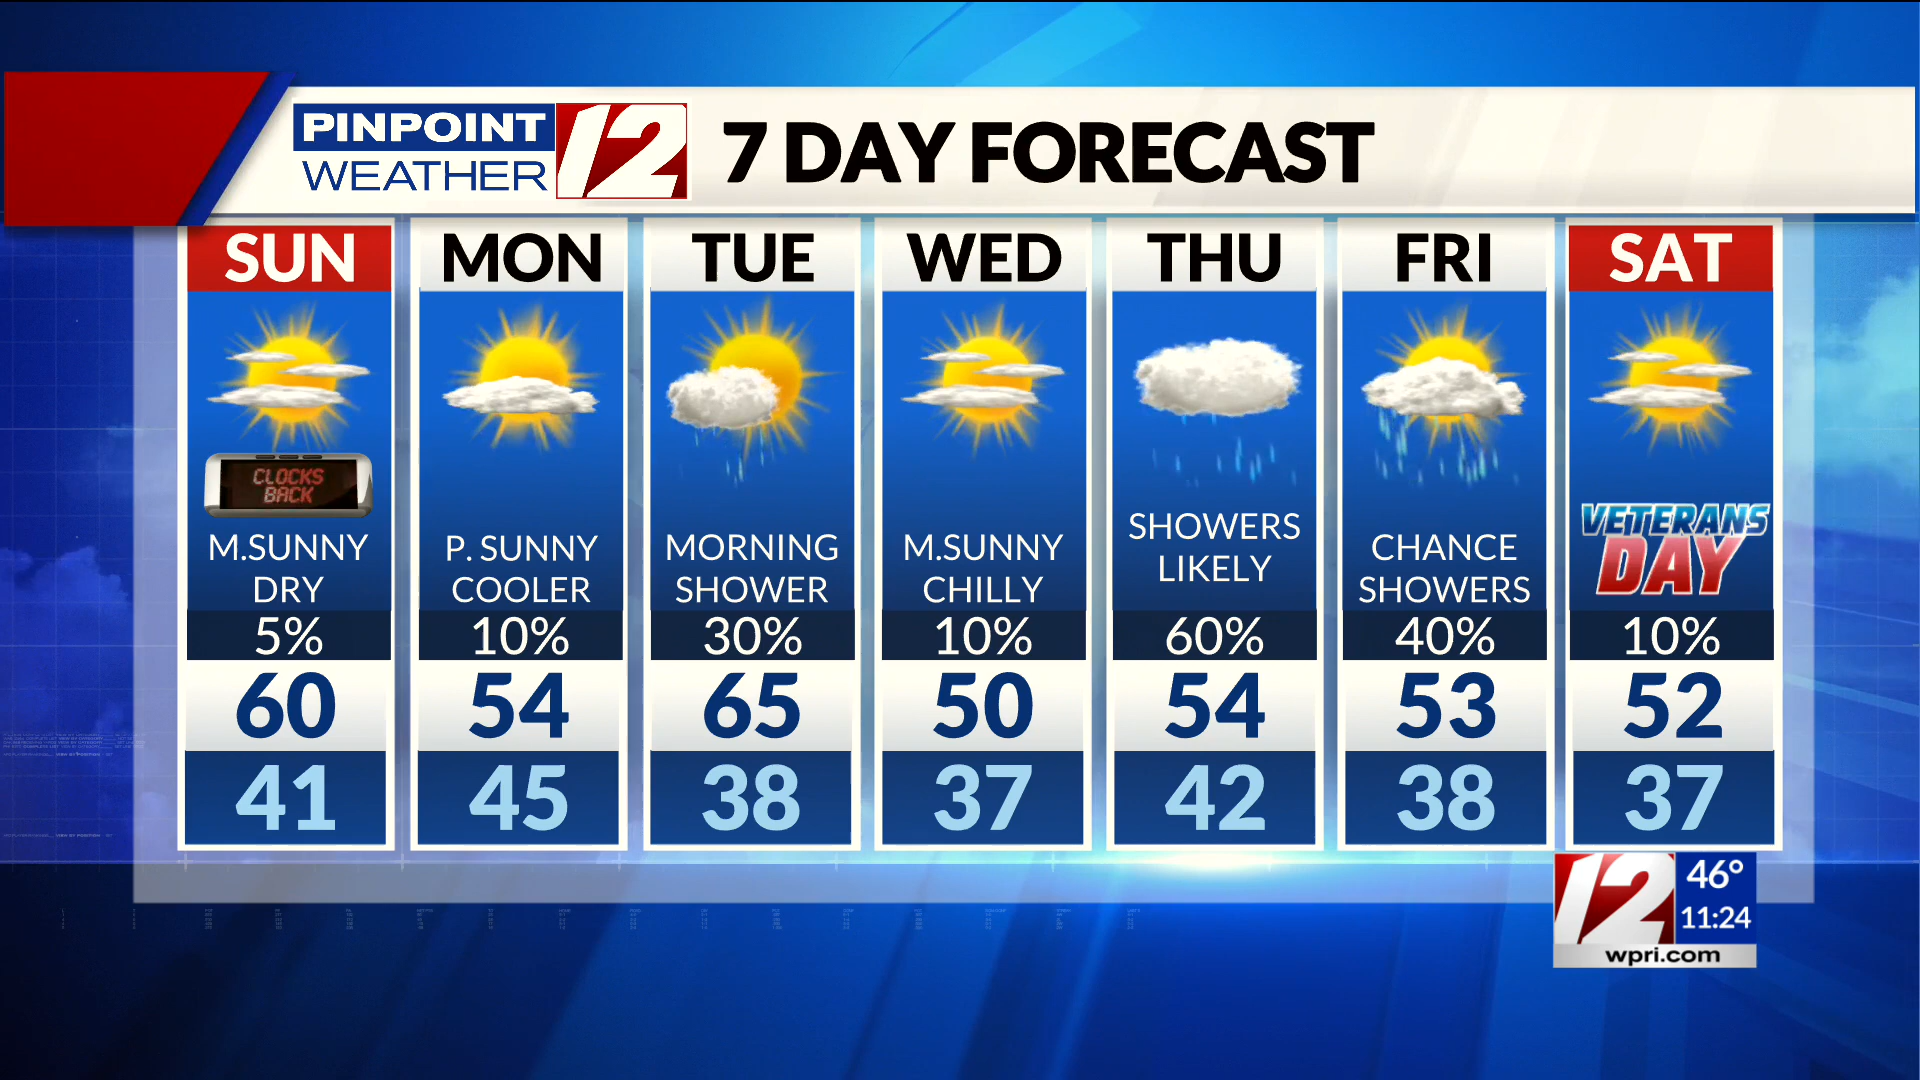 PINPOINT
WEATHER
12
7 DAY FORECAST
SUN
CLOCKS
BACK
M.SUNNY
DRY
5%
60
41
MON
P. SUNNY
COOLER
10%
54
45
TUE
MORNING
SHOWER
30%
65
38
WED
M.SUNNY
CHILLY
10%
50
37
THU
SHOWERS
LIKELY
60%
54
42
FRI
CHANCE
SHOWERS
40%
53
38
SAT
VETERANS
DAY
10%
52
37
12
46°
11:24
wpri.com